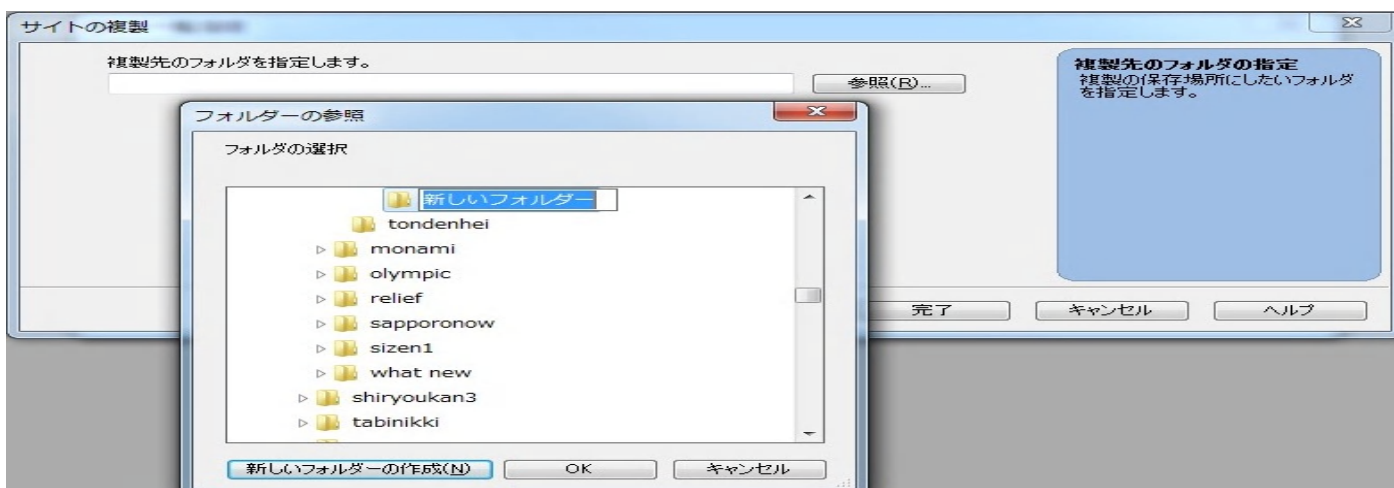 サイトの複製
複製先のフォルダを指定します。
参照(R)...
複製先のフォルダの指定
複製の保存場所にしたいフォルダ
を指定します。
フォルダーの参照
フォルダの選択
新しいフォルダー
tondenhei
monami
olympic
relief
sapporonow
sizen1
what new
shiryoukan3
tabinikki
新しいフォルダーの作成(N)
OK
キャンセル
完了
キャンセル
ヘルプ